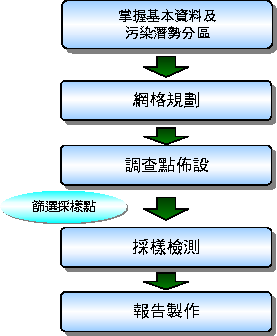 掌握基本資料及
污染潛勢分區
網格規劃
調查點佈設
篩選採樣點
採樣檢測
報告製作